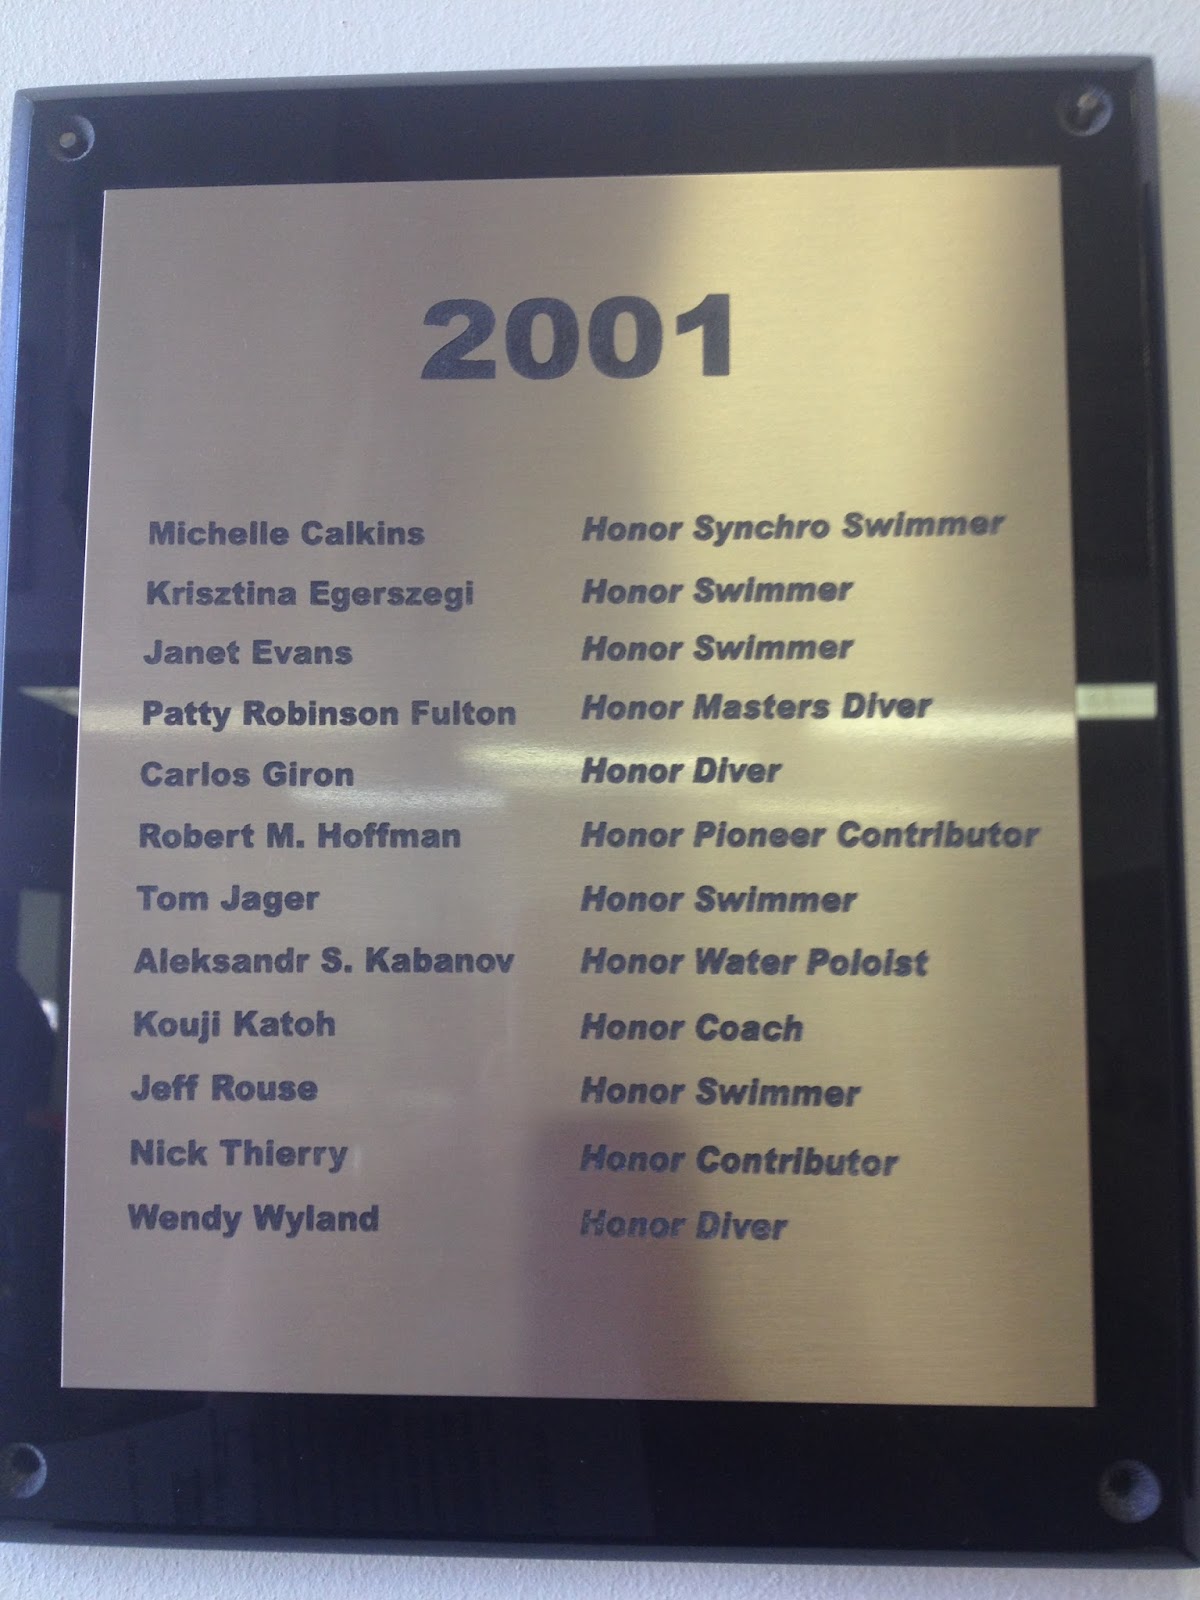 2001
Michelle Calkins Honor Synchro Swimmer
Krisztina Egerszegi Honor Swimmer
Janet Evans Honor Swimmer
Patty Robinson Fulton Honor Masters Diver
Carlos Giron Honor Diver
Robert M. Hoffman Honor Pioneer Contributor
Tom Jager Honor Swimmer
Aleksandr S. Kabanov Honor Water Poloist
Kouji Katoh Honor Coach
Jeff Rouse Honor Swimmer
Nick Thierry Honor Contributor
Wendy Wyland Honor Diver